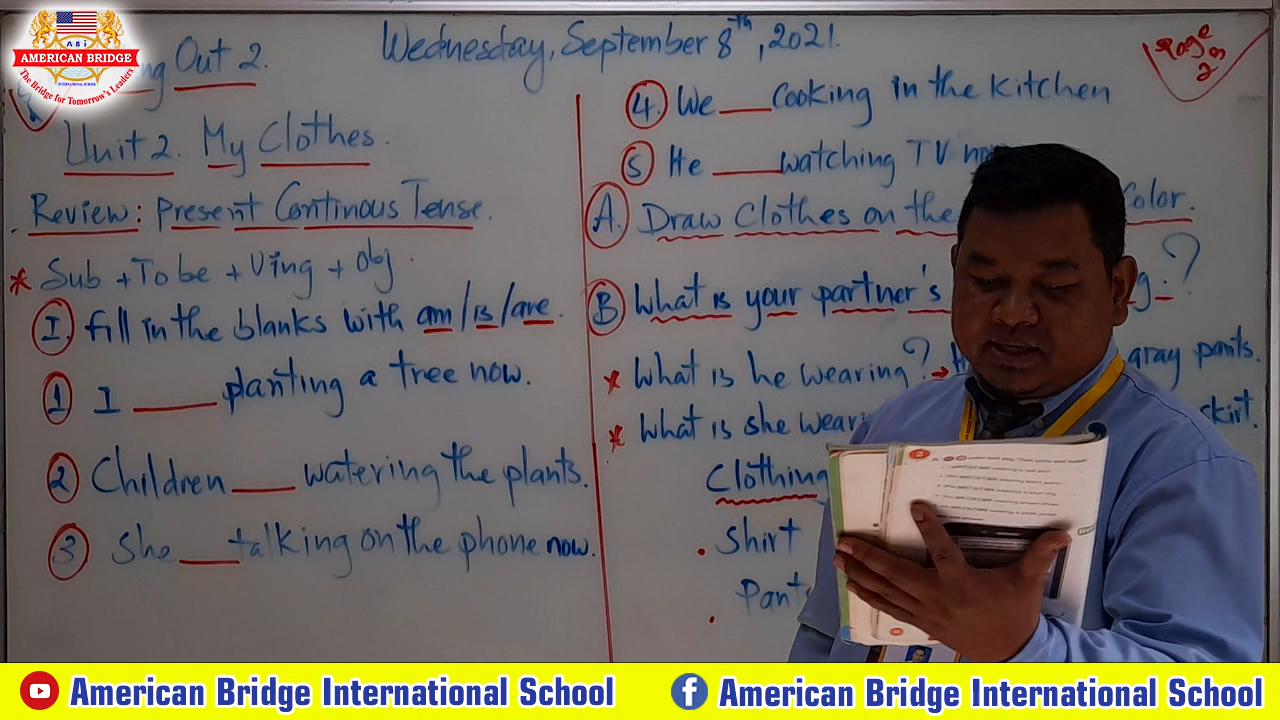 ABi
AMERICAN BRIDGE
INTERNATIONAL SCHOOL
The Bridge for Tomorrow's Leaders
Out 2.
Wednesday, September 8th, 2021.
Page
Unit 2. My Clothes.
Review: Present Continous Tense.
* Sub + To be + Ving + Obj.
I. Fill in the blanks with am/is/are.
1 I ___ planting a tree now.
2 Children ___ watering the plants.
3 She ___ talking on the phone now.
4. We ___ cooking in the kitchen
5 He ___ watching TV
A. Draw Clothes on the Color.
B What is your partner's ?
* What is he wearing? → gray pants.
* What is she skirt.
Clothing
• Shirt
• Pants
American Bridge International School
American Bridge International School